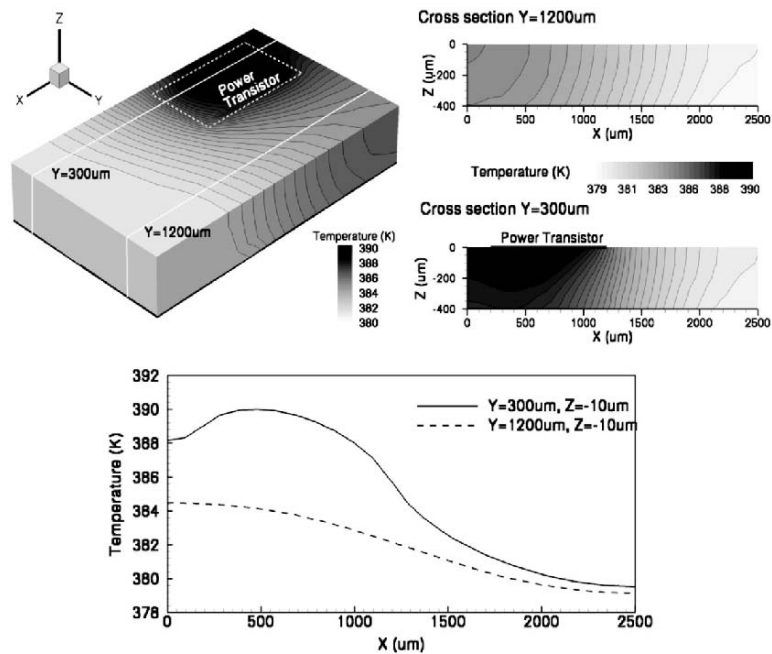 Z
X
Y
Power
Transistor
Y=300um
Y=1200um
Temperature (K)
390
388
386
384
382
380
Cross section Y=1200um
Z (um)
0
-200
-400
0 500 1000 1500 2000 2500
X (um)
Temperature (K)
379 381 383 386 388 390
Cross section Y=300um
Power Transistor
Z (um)
0
-200
-400
0 500 1000 1500 2000 2500
X (um)
Temperature (K)
392
390
388
386
384
382
380
378
Y=300um, Z=-10um
Y=1200um, Z=-10um
0 500 1000 1500 2000 2500
X (um)